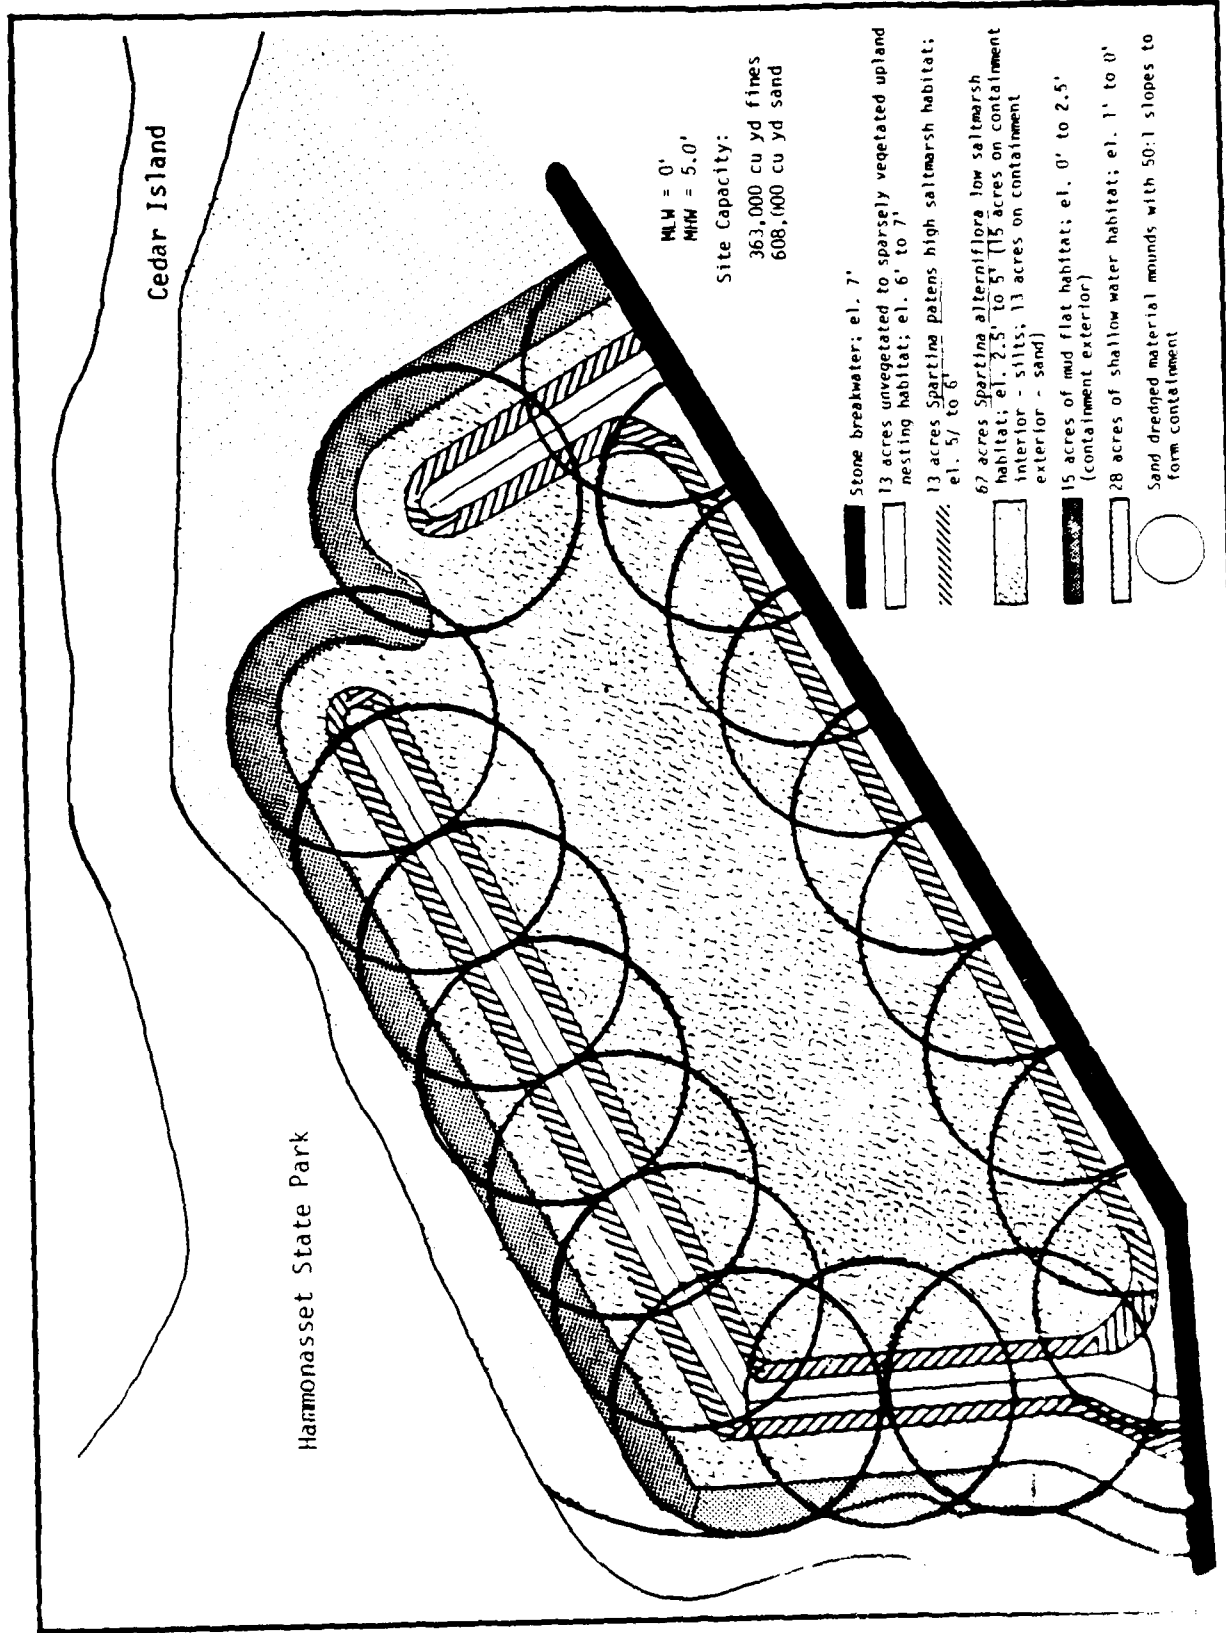 Cedar Island
Hammonasset State Park
MLW = 0'
MHW = 5.0'
Site Capacity:
363,000 cu yd fines
608,000 cu yd sand
Stone breakwater; el. 7'
13 acres unvegetated to sparsely vegetated upland
nesting habitat; el. 6' to 7'
13 acres Spartina patens high saltmarsh habitat;
el. 5/ to 6'
67 acres Spartina alterniflora low saltmarsh
habitat; el. 2.5' to 5' (15 acres on containment
interior - silts; 13 acres on containment
exterior - sand)
15 acres of mud flat habitat; el. 0' to 2.5'
(containment exterior)
28 acres of shallow water habitat; el. 1' to 0'
Sand dredged material mounds with 50:1 slopes to
form containment